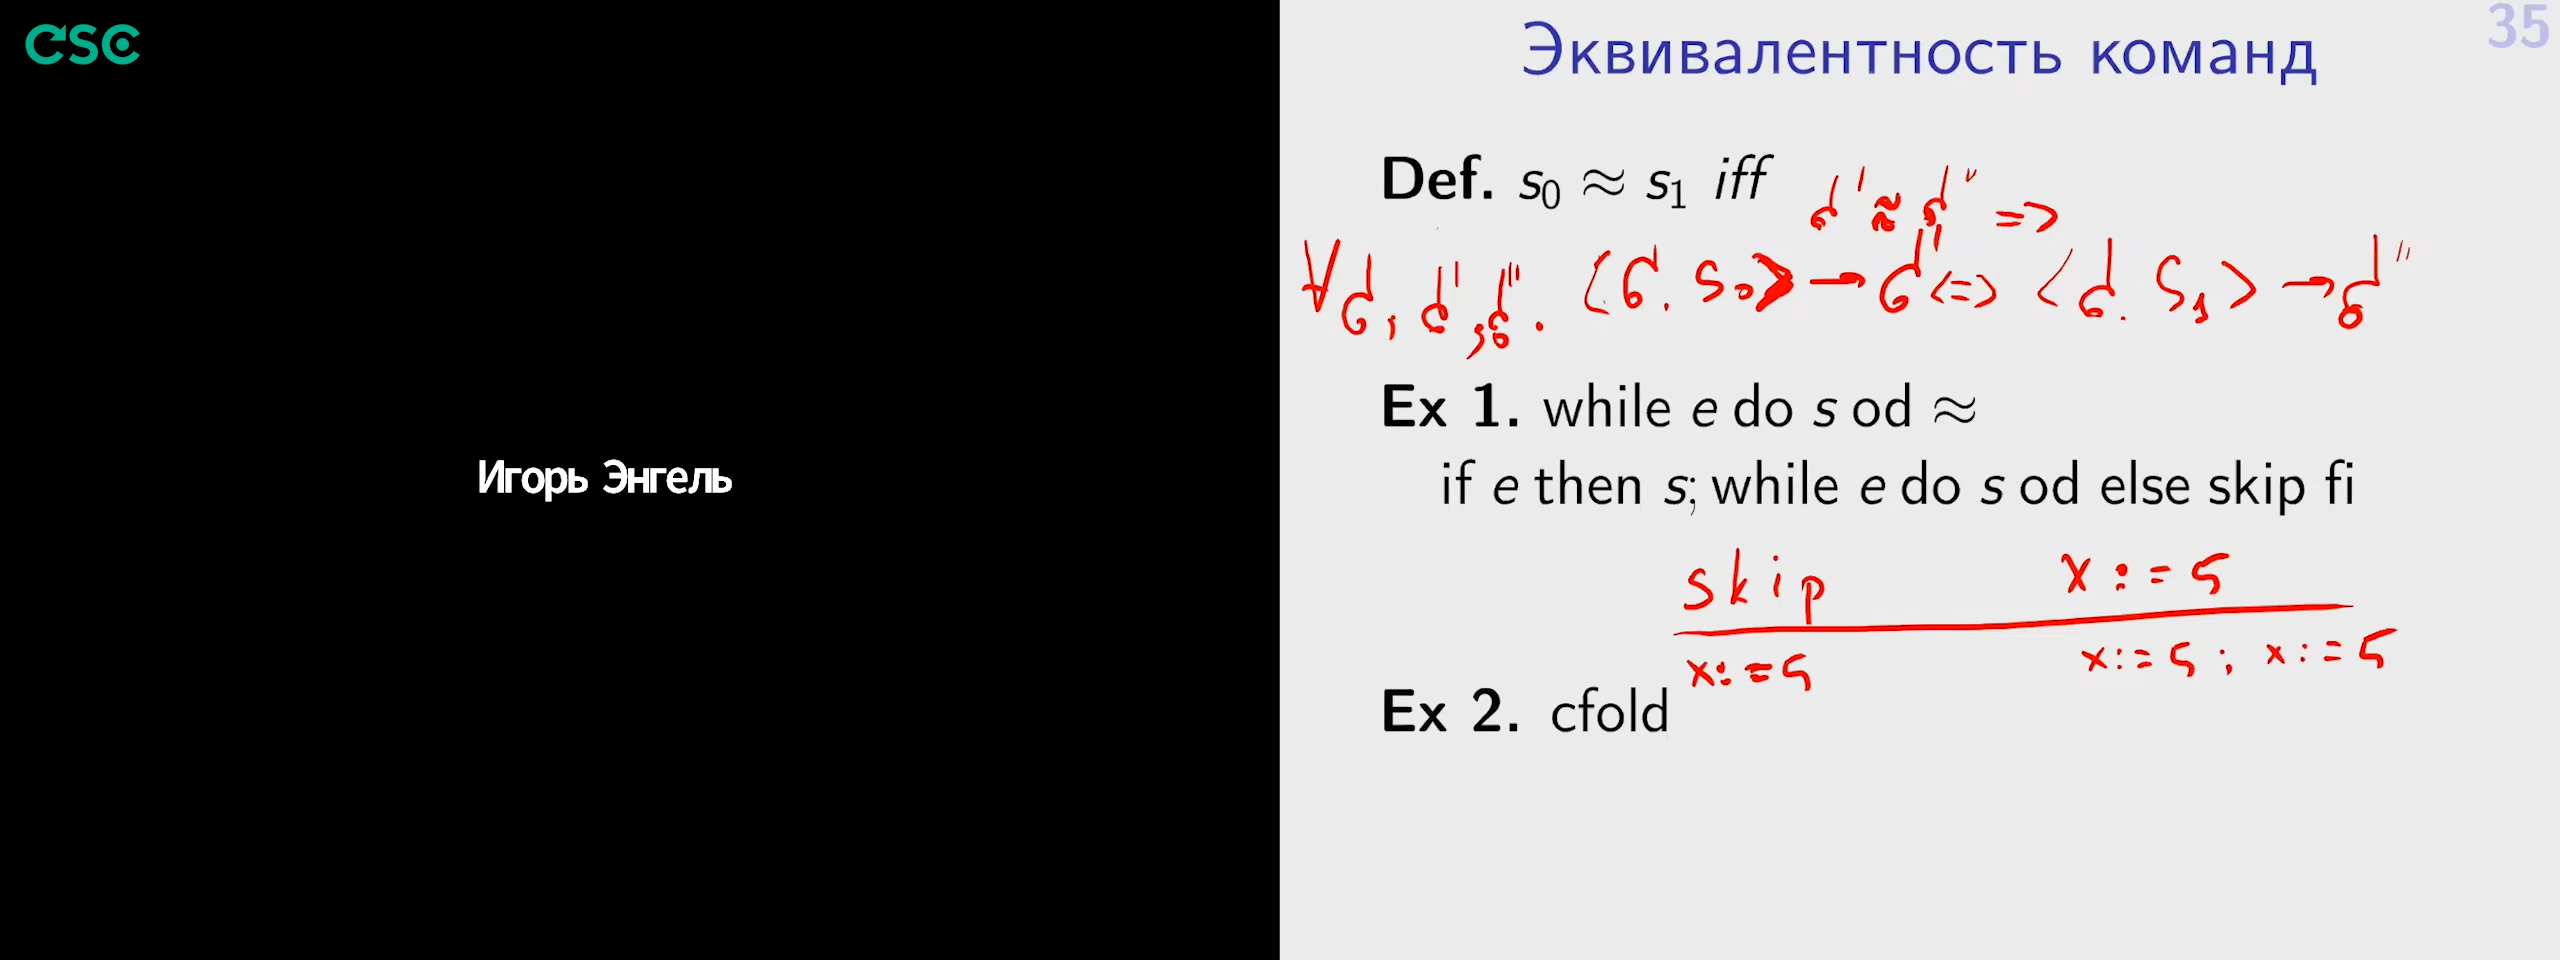 CSC
Игорь Энгель
35
Эквивалентность команд
Def. s₀ ≈ s₁ iff
σ' ≈ σ'' =>
∀σ, σ', σ''. <σ, S₀> → σ' <=> <σ, S₁> → σ''
Ex 1. while e do s od ≈
if e then s; while e do s od else skip fi
skip x := 5
x := 5 x := 5 ; x := 5
Ex 2. cfold